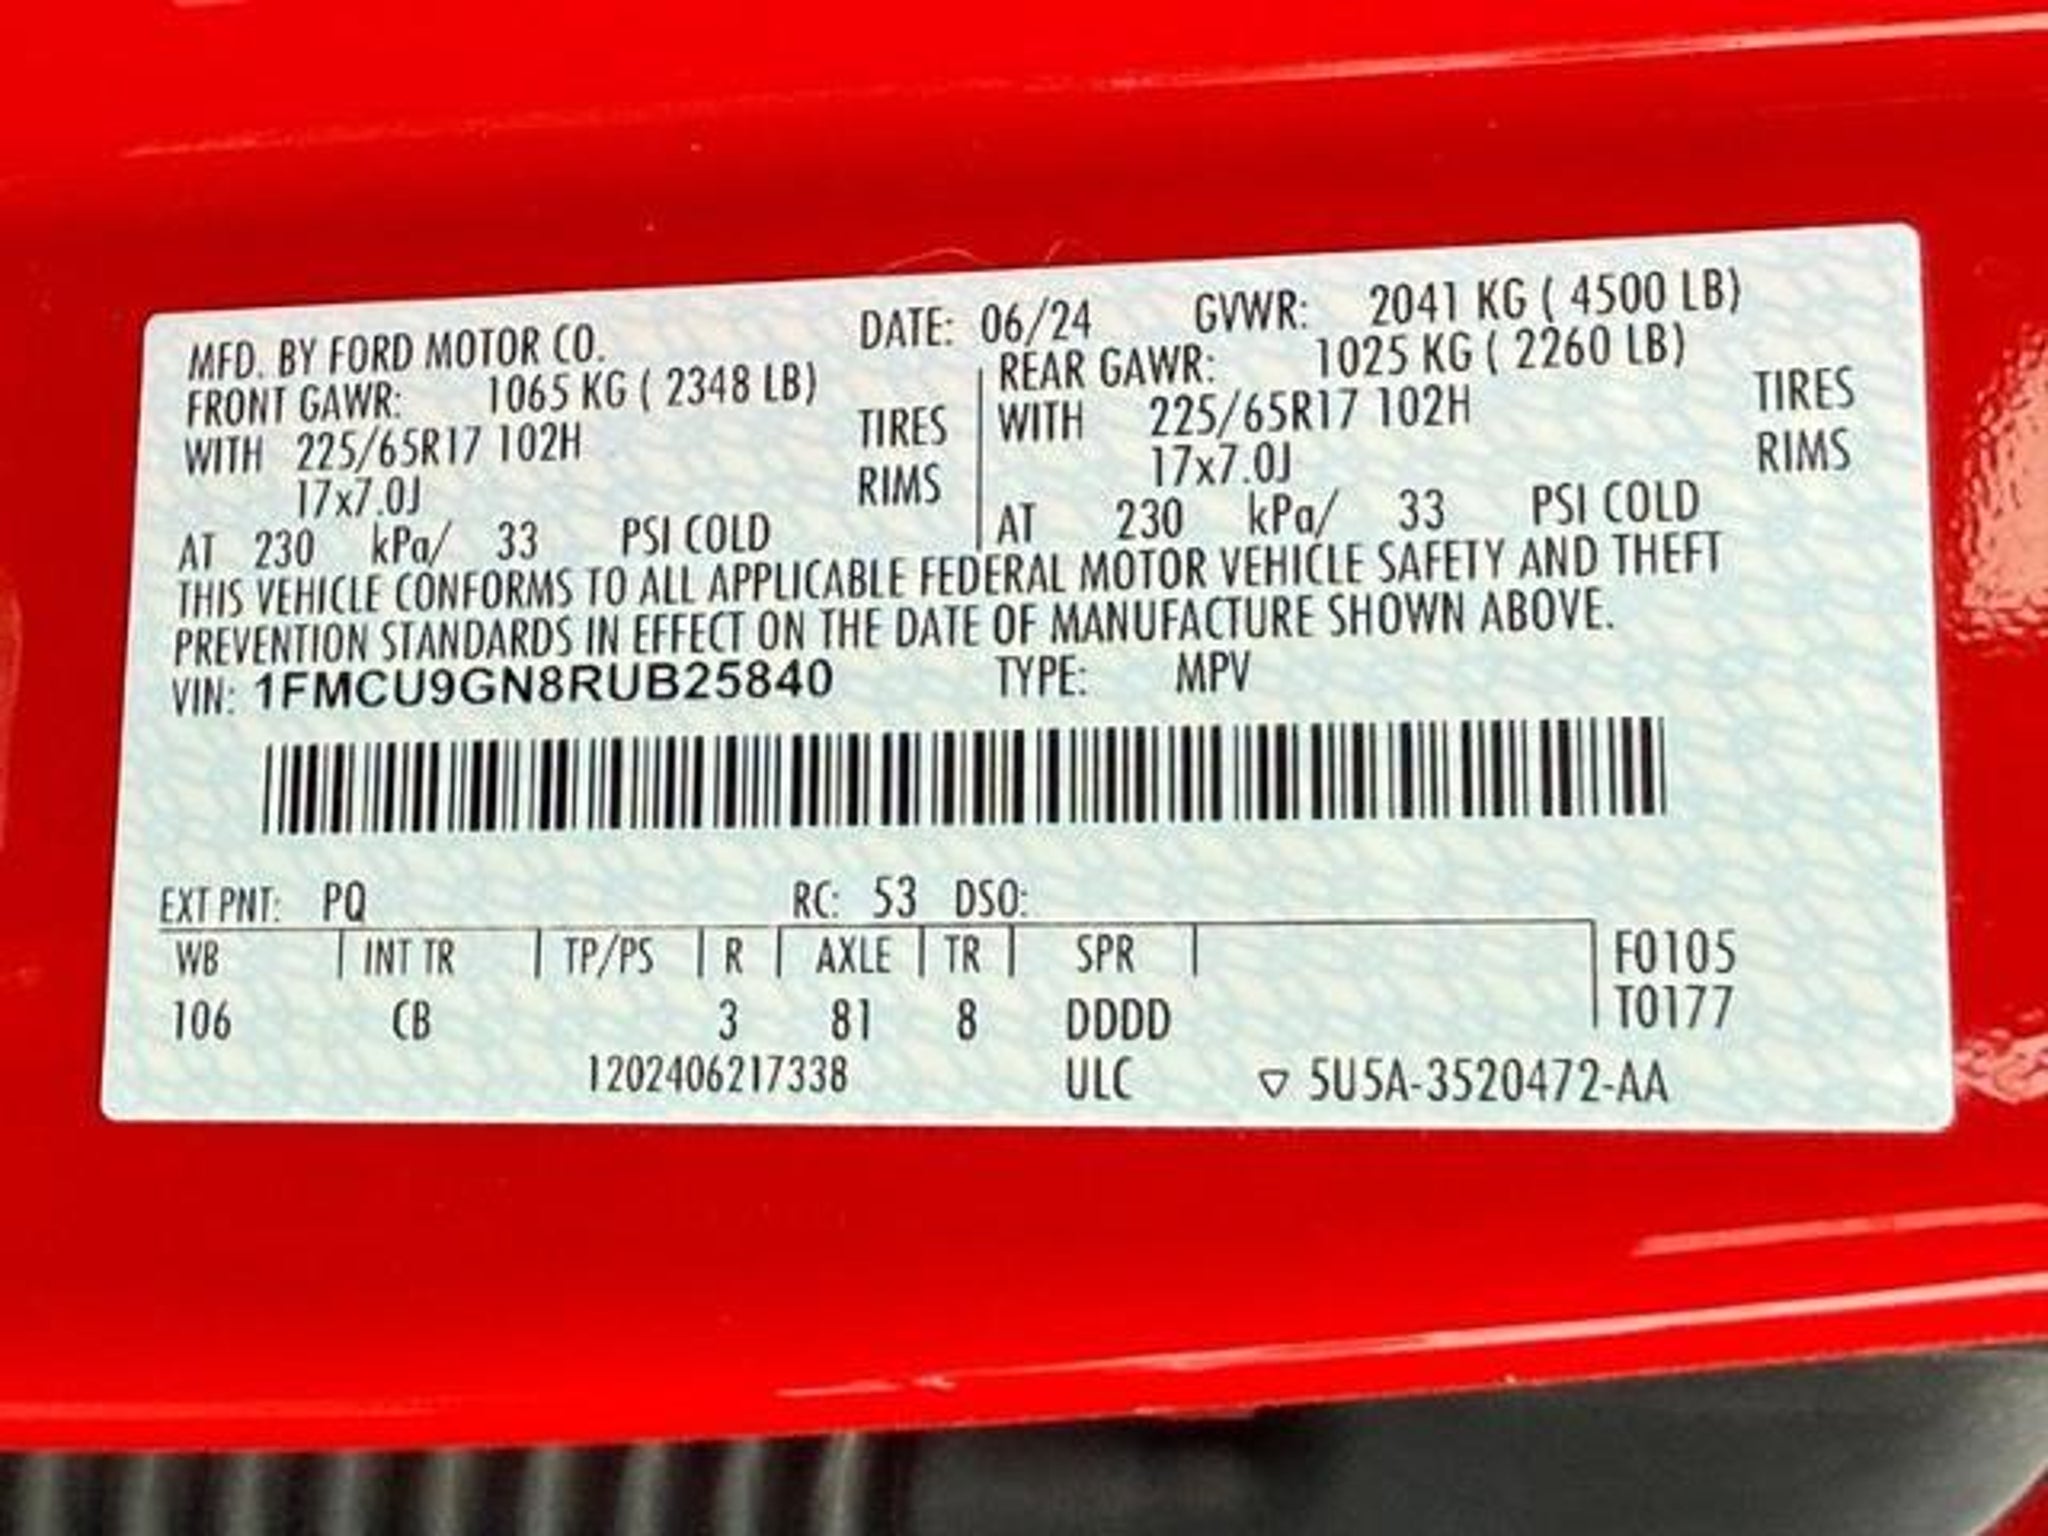 MFD. BY FORD MOTOR CO. DATE: 06/24 GVWR: 2041 KG ( 4500 LB)
FRONT GAWR: 1065 KG ( 2348 LB) REAR GAWR: 1025 KG ( 2260 LB)
WITH 225/65R17 102H TIRES WITH 225/65R17 102H TIRES
17x7.0J RIMS 17x7.0J RIMS
AT 230 kPa/ 33 PSI COLD AT 230 kPa/ 33 PSI COLD
THIS VEHICLE CONFORMS TO ALL APPLICABLE FEDERAL MOTOR VEHICLE SAFETY AND THEFT
PREVENTION STANDARDS IN EFFECT ON THE DATE OF MANUFACTURE SHOWN ABOVE.
VIN: 1FMCU9GN8RUB25840 TYPE: MPV
EXT PNT: PQ RC: 53 DSO:
WB INT TR TP/PS R AXLE TR SPR F0105
106 CB 3 81 8 DDDD T0177
1202406217338 ULC ▽ 5U5A-3520472-AA